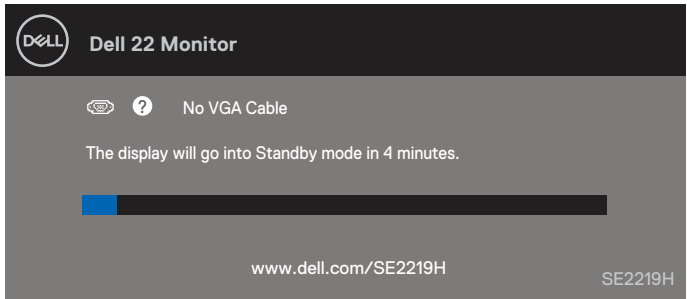 DELL
Dell 22 Monitor
? No VGA Cable
The display will go into Standby mode in 4 minutes.
www.dell.com/SE2219H
SE2219H